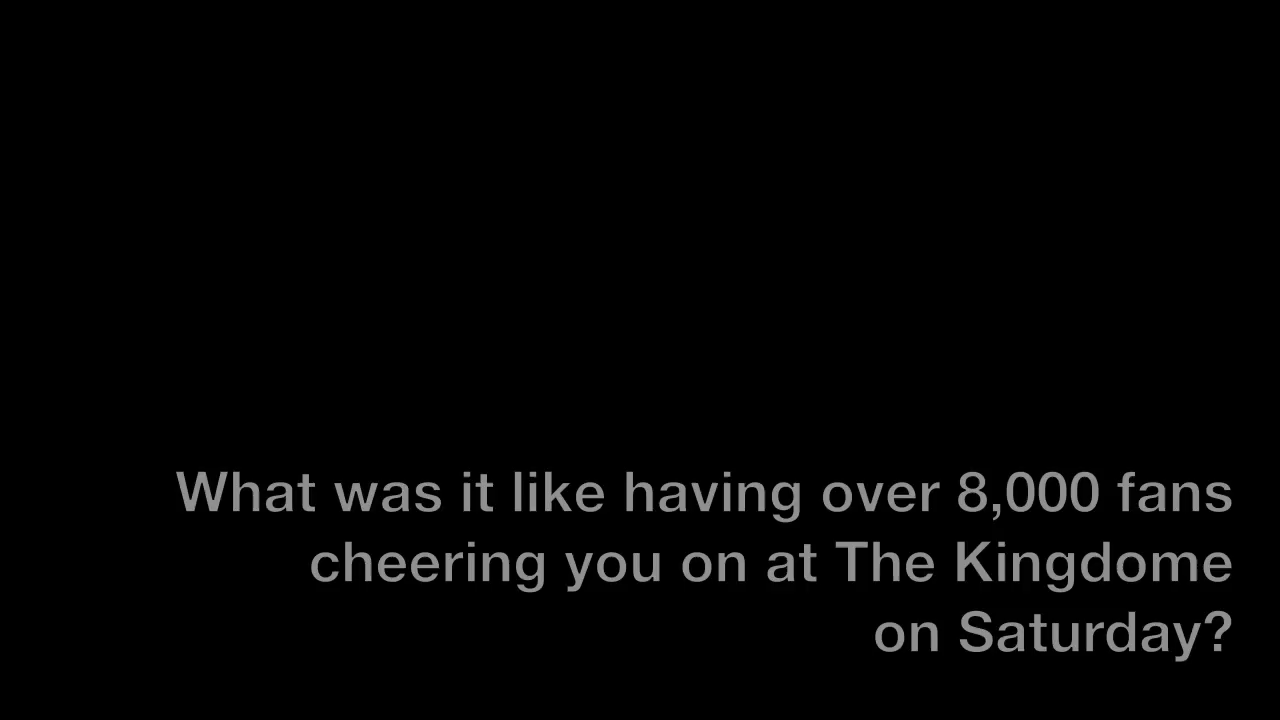 What was it like having over 8,000 fans
cheering you on at The Kingdome
on Saturday?